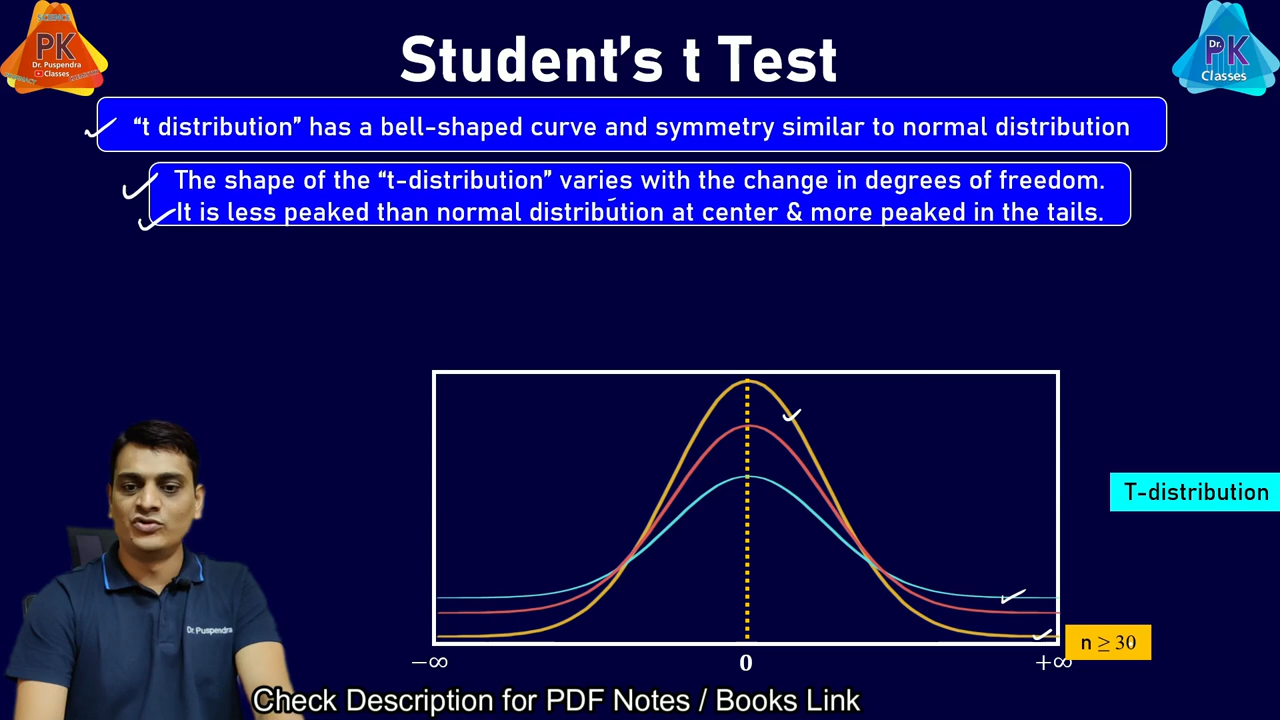 SCIENCE
PK
Dr. Puspendra
Classes
Student's t Test
Dr.
PK
Classes
“t distribution” has a bell-shaped curve and symmetry similar to normal distribution
The shape of the “t-distribution” varies with the change in degrees of freedom.
It is less peaked than normal distribution at center & more peaked in the tails.
T-distribution
Dr. Puspendra
n ≥ 30
−∞
0
+∞
Check Description for PDF Notes / Books Link